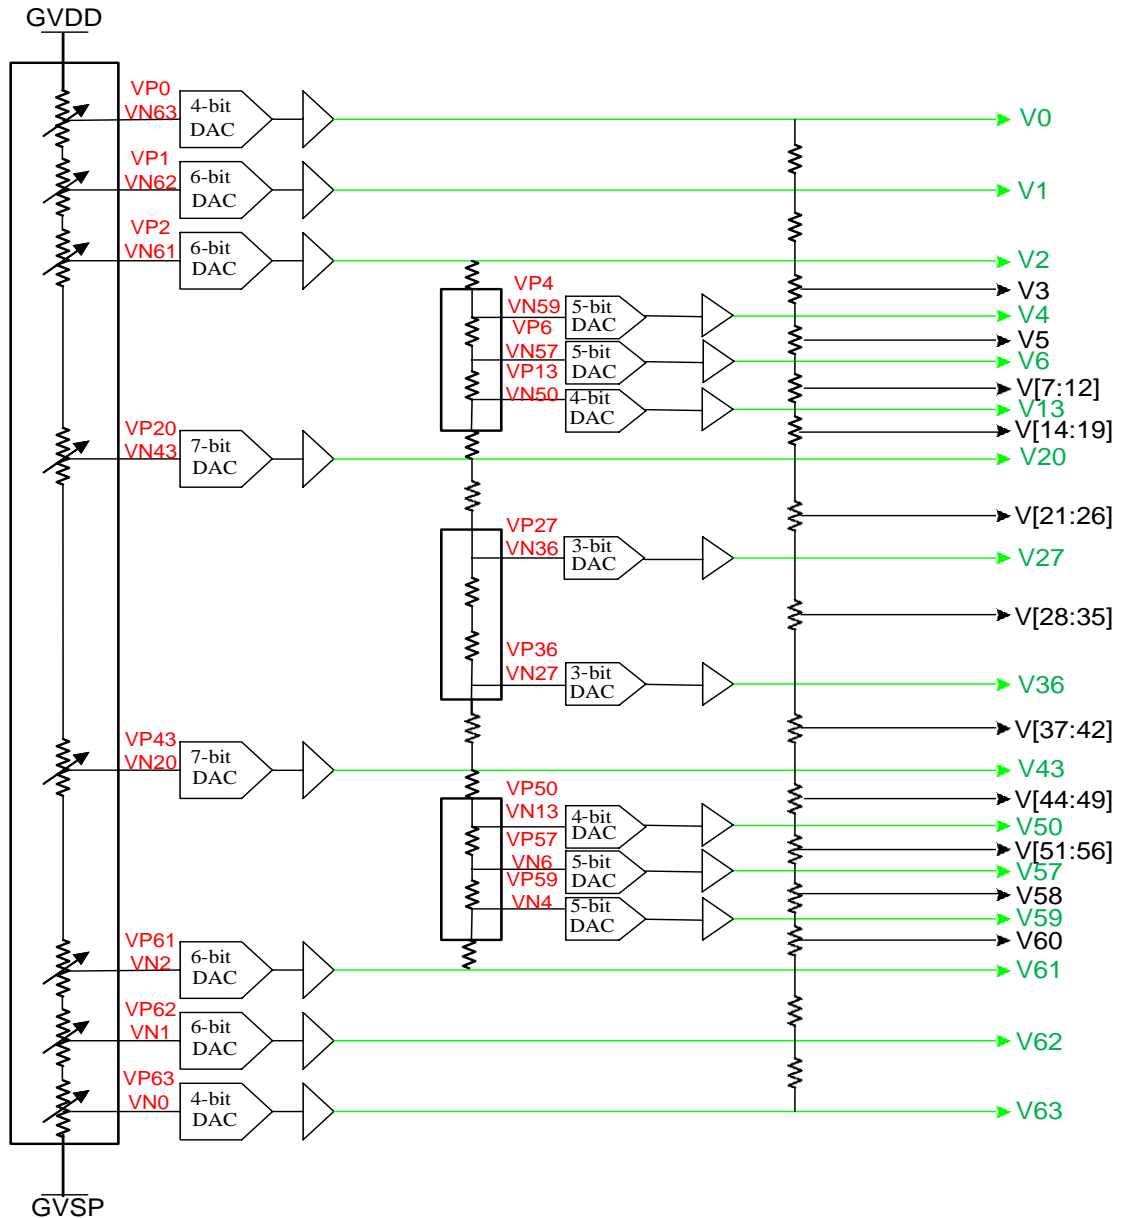 GVDD
VP0
VN63
4-bit
DAC
V0
VP1
VN62
6-bit
DAC
V1
VP2
VN61
6-bit
DAC
V2
V3
VP4
VN59
5-bit
DAC
V4
V5
VP6
VN57
5-bit
DAC
V6
V[7:12]
VP13
VN50
4-bit
DAC
V13
V[14:19]
VP20
VN43
7-bit
DAC
V20
V[21:26]
VP27
VN36
3-bit
DAC
V27
V[28:35]
VP36
VN27
3-bit
DAC
V36
V[37:42]
VP43
VN20
7-bit
DAC
V43
V[44:49]
VP50
VN13
4-bit
DAC
V50
V[51:56]
VP57
VN6
5-bit
DAC
V57
V58
VP59
VN4
5-bit
DAC
V59
V60
VP61
VN2
6-bit
DAC
V61
VP62
VN1
6-bit
DAC
V62
VP63
VN0
4-bit
DAC
V63
GVSP